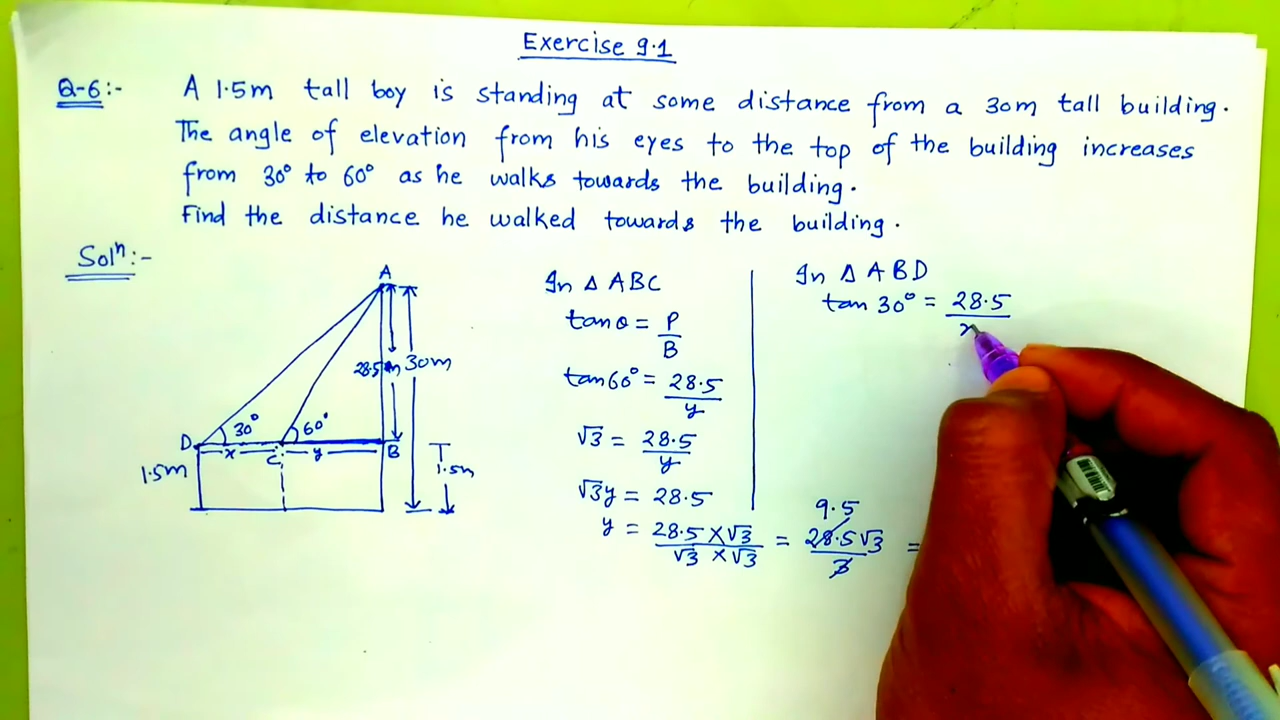 Exercise 9.1
Q-6:- A 1.5m tall boy is standing at some distance from a 30m tall building.
The angle of elevation from his eyes to the top of the building increases
from 30° to 60° as he walks towards the building.
Find the distance he walked towards the building.
Solⁿ:-
A
28.5m 30m
D 30° 60°
x C y B
1.5m 1.5m
In △ ABC
tanθ = P/B
tan60° = 28.5/y
√3 = 28.5/y
√3y = 28.5
y = 28.5 X√3/√3 X√3 = 28.5√3/3 =
9.5
In △ ABD
tan 30° = 28.5/x